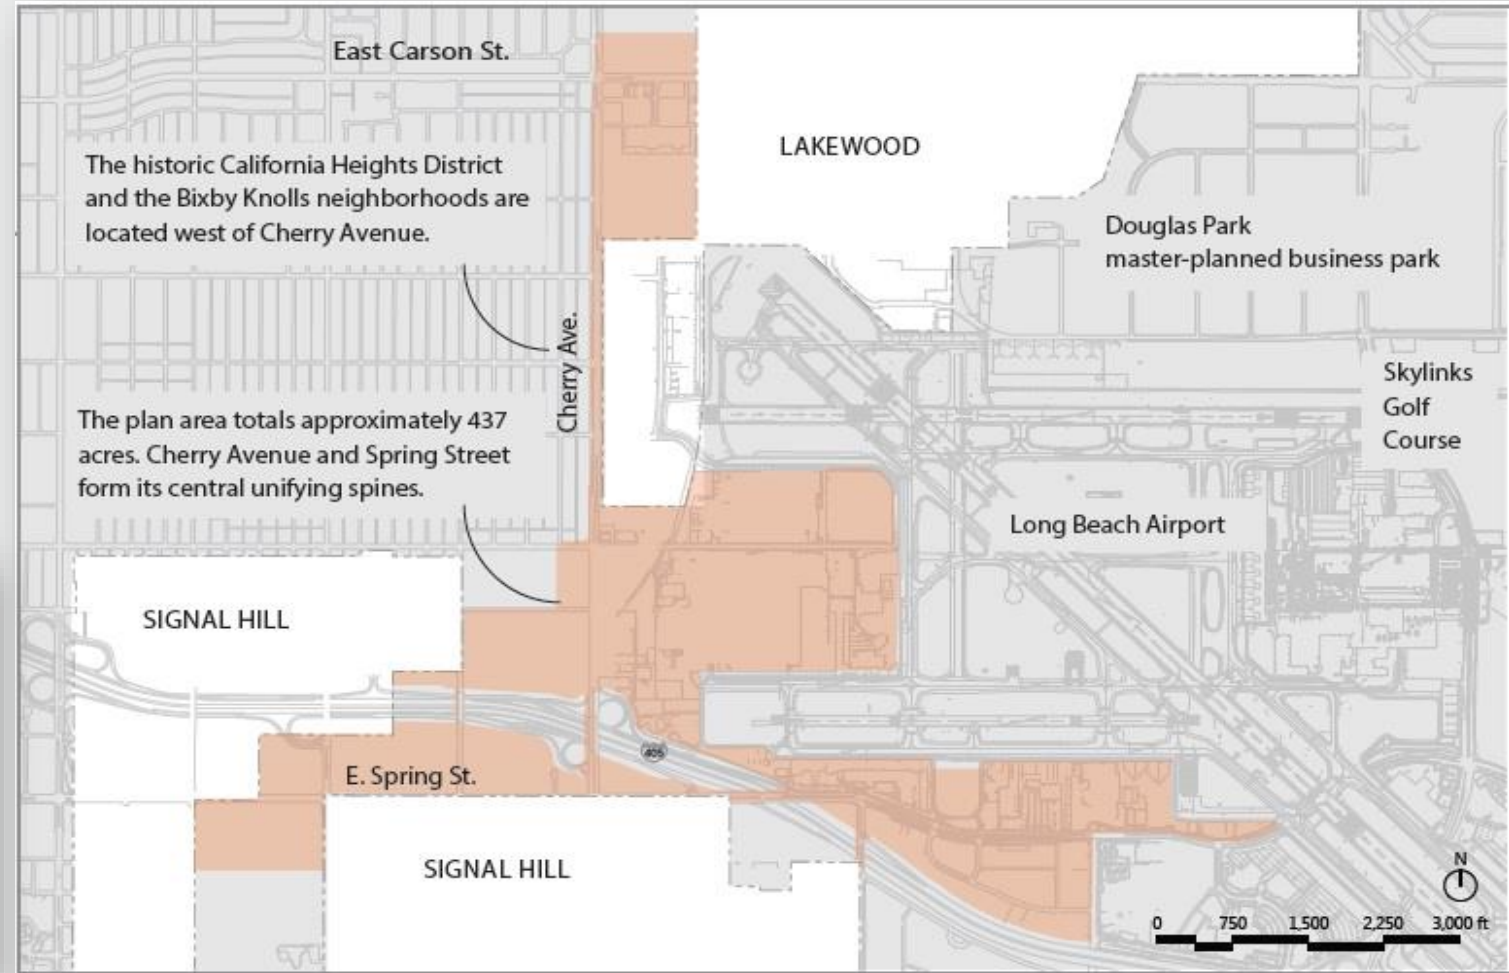 East Carson St.
LAKEWOOD
The historic California Heights District
and the Bixby Knolls neighborhoods are
located west of Cherry Avenue.
Douglas Park
master-planned business park
Cherry Ave.
Skylinks
Golf
Course
The plan area totals approximately 437
acres. Cherry Avenue and Spring Street
form its central unifying spines.
Long Beach Airport
SIGNAL HILL
405
E. Spring St.
SIGNAL HILL
N
0 750 1,500 2,250 3,000 ft